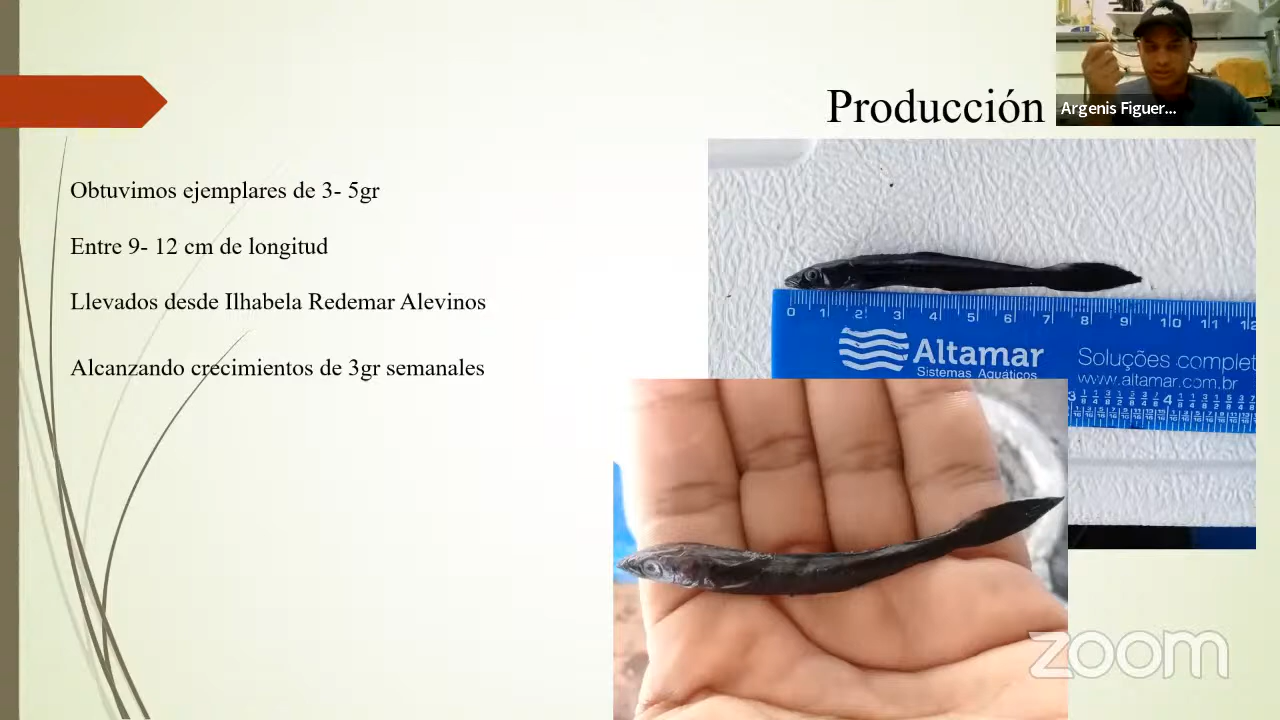 Producción
Argenis Figuer...
Obtuvimos ejemplares de 3- 5gr
Entre 9- 12 cm de longitud
Llevados desde Ilhabela Redemar Alevinos
Alcanzando crecimientos de 3gr semanales
0 1 2 3 4 5 6 7 8 9 10 11 12
Altamar
Sistemas Aquáticos
Soluções complet
www.altamar.com.br
zoom